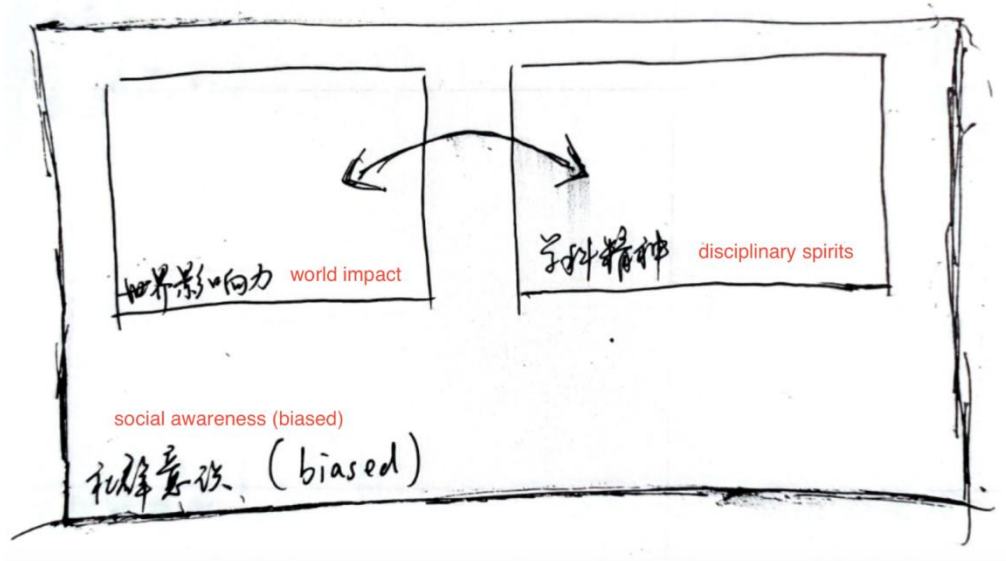 世界影响力 world impact
学科精神 disciplinary spirits
social awareness (biased)
社群意识 (biased)